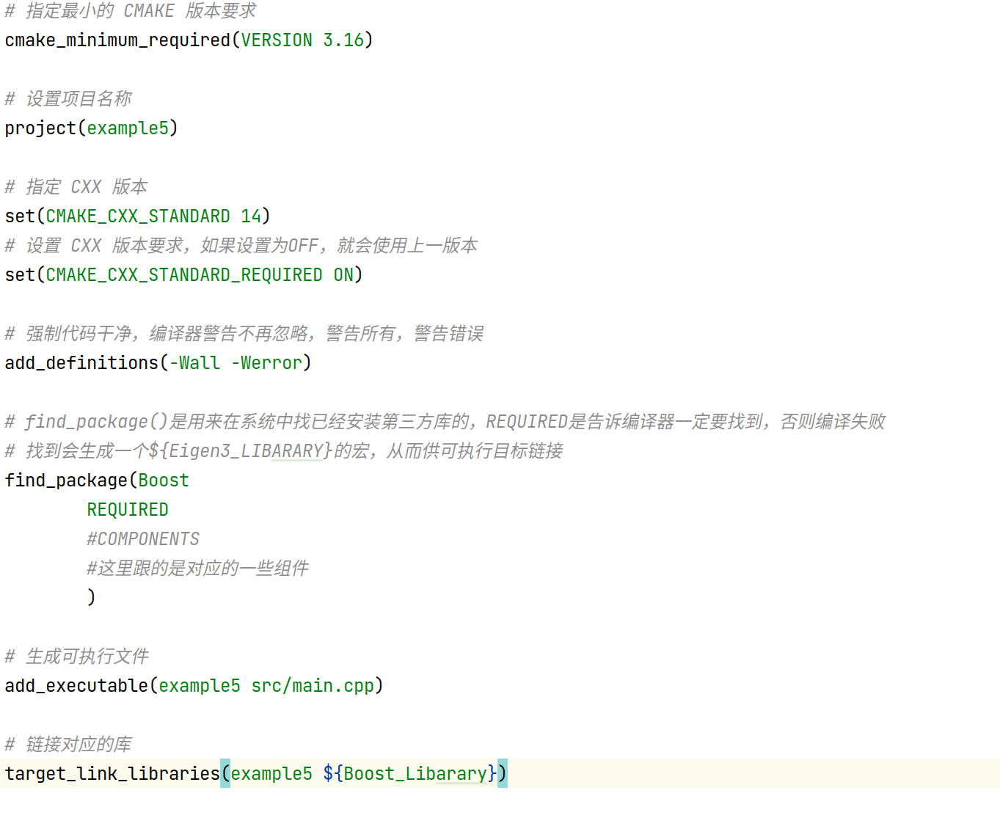 # 指定最小的 CMAKE 版本要求
cmake_minimum_required(VERSION 3.16)
# 设置项目名称
project(example5)
# 指定 CXX 版本
set(CMAKE_CXX_STANDARD 14)
# 设置 CXX 版本要求，如果设置为OFF，就会使用上一版本
set(CMAKE_CXX_STANDARD_REQUIRED ON)
# 强制代码干净，编译器警告不再忽略，警告所有，警告错误
add_definitions(-Wall -Werror)
# find_package()是用来在系统中找已经安装第三方库的，REQUIRED是告诉编译器一定要找到，否则编译失败
# 找到会生成一个${Eigen3_LIBARARY}的宏，从而供可执行目标链接
find_package(Boost
REQUIRED
#COMPONENTS
#这里跟的是对应的一些组件
)
# 生成可执行文件
add_executable(example5 src/main.cpp)
# 链接对应的库
target_link_libraries(example5 ${Boost_Libarary})